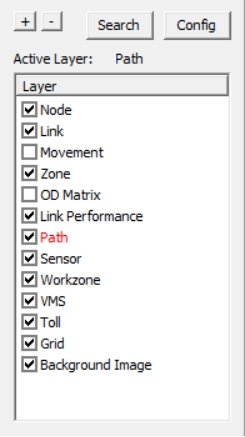 + - Search Config
Active Layer: Path
Layer
Node
Link
Movement
Zone
OD Matrix
Link Performance
Path
Sensor
Workzone
VMS
Toll
Grid
Background Image